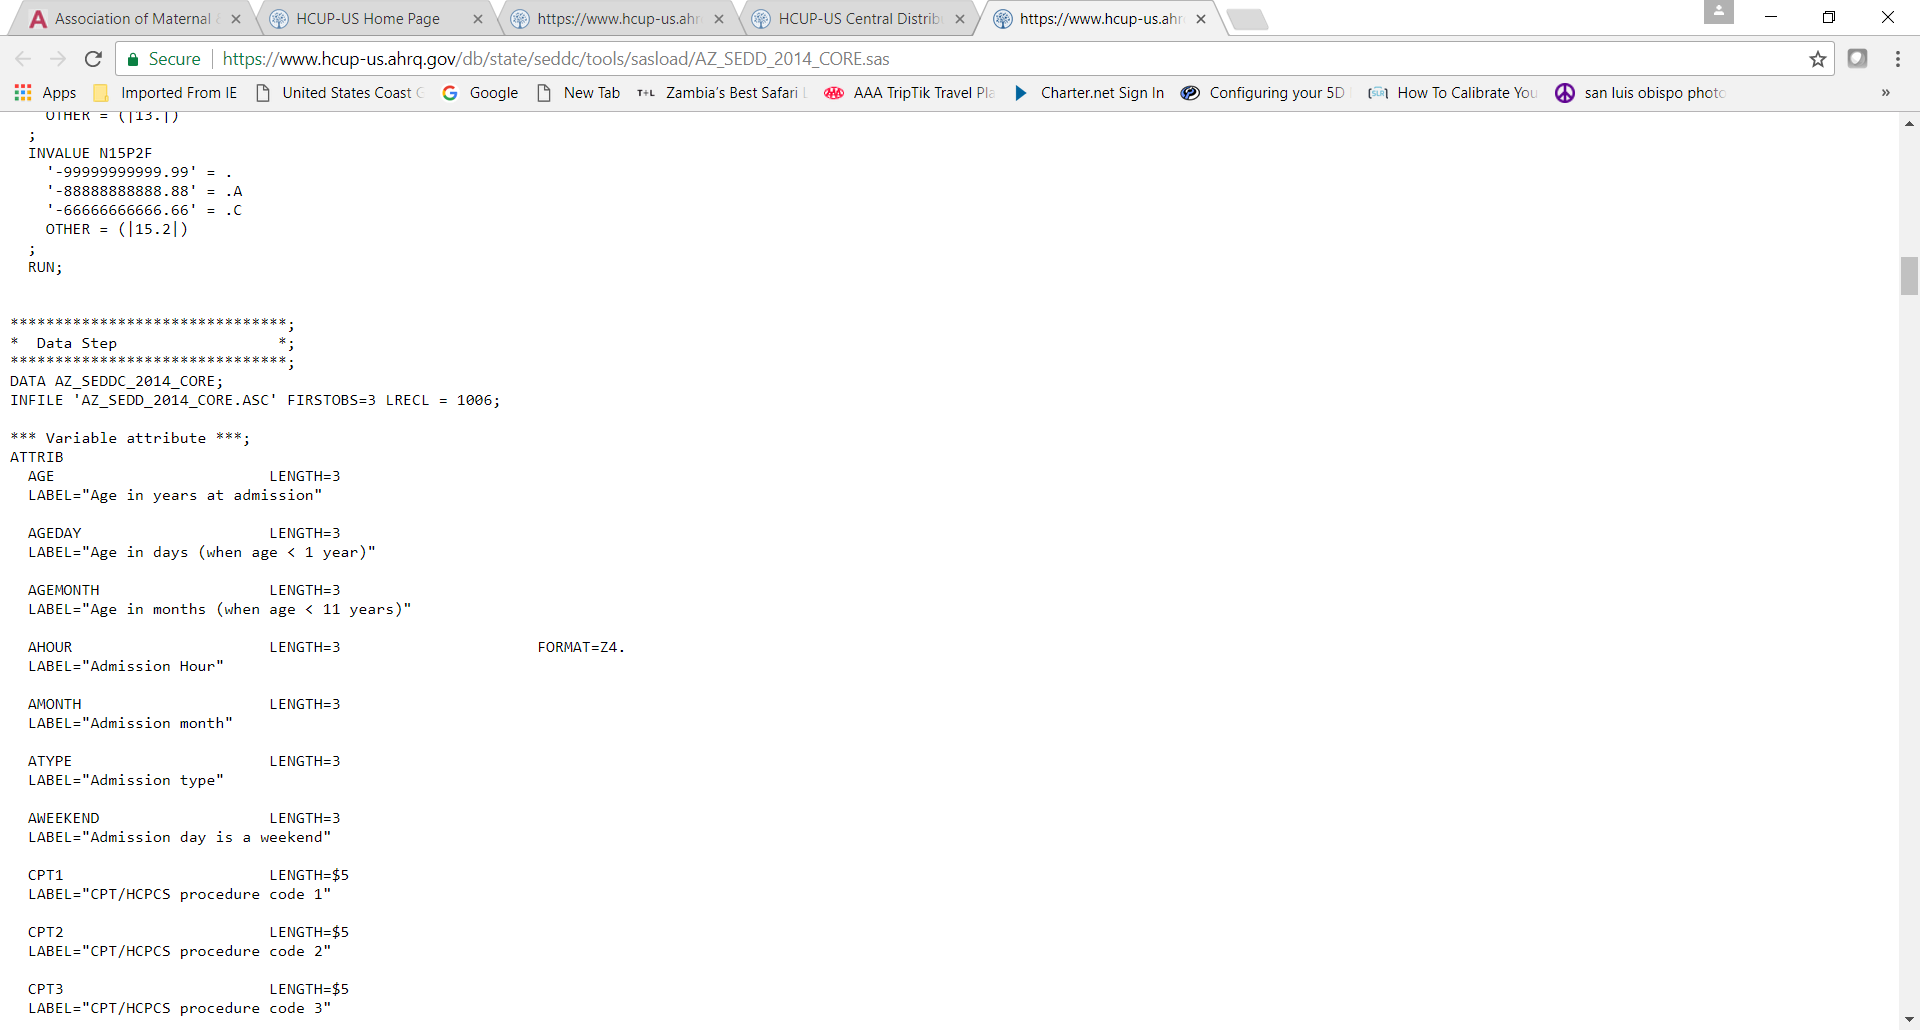 Association of Maternal
HCUP-US Home Page
https://www.hcup-us.ahr
HCUP-US Central Distrib
https://www.hcup-us.ahr
Secure https://www.hcup-us.ahrq.gov/db/state/seddc/tools/sasload/AZ_SEDD_2014_CORE.sas
Apps Imported From IE United States Coast G Google New Tab T+L Zambia's Best Safari AAA TripTik Travel Pla Charter.net Sign In Configuring your 5D How To Calibrate You san luis obispo photo »
OTHER = (|13.|)
;
INVALUE N15P2F
'-99999999999.99' = .
'-88888888888.88' = .A
'-66666666666.66' = .C
OTHER = (|15.2|)
;
RUN;
*******************************;
* Data Step *;
*******************************;
DATA AZ_SEDDC_2014_CORE;
INFILE 'AZ_SEDD_2014_CORE.ASC' FIRSTOBS=3 LRECL = 1006;
*** Variable attribute ***;
ATTRIB
AGE LENGTH=3
LABEL="Age in years at admission"
AGEDAY LENGTH=3
LABEL="Age in days (when age < 1 year)"
AGEMONTH LENGTH=3
LABEL="Age in months (when age < 11 years)"
AHOUR LENGTH=3 FORMAT=Z4.
LABEL="Admission Hour"
AMONTH LENGTH=3
LABEL="Admission month"
ATYPE LENGTH=3
LABEL="Admission type"
AWEEKEND LENGTH=3
LABEL="Admission day is a weekend"
CPT1 LENGTH=$5
LABEL="CPT/HCPCS procedure code 1"
CPT2 LENGTH=$5
LABEL="CPT/HCPCS procedure code 2"
CPT3 LENGTH=$5
LABEL="CPT/HCPCS procedure code 3"